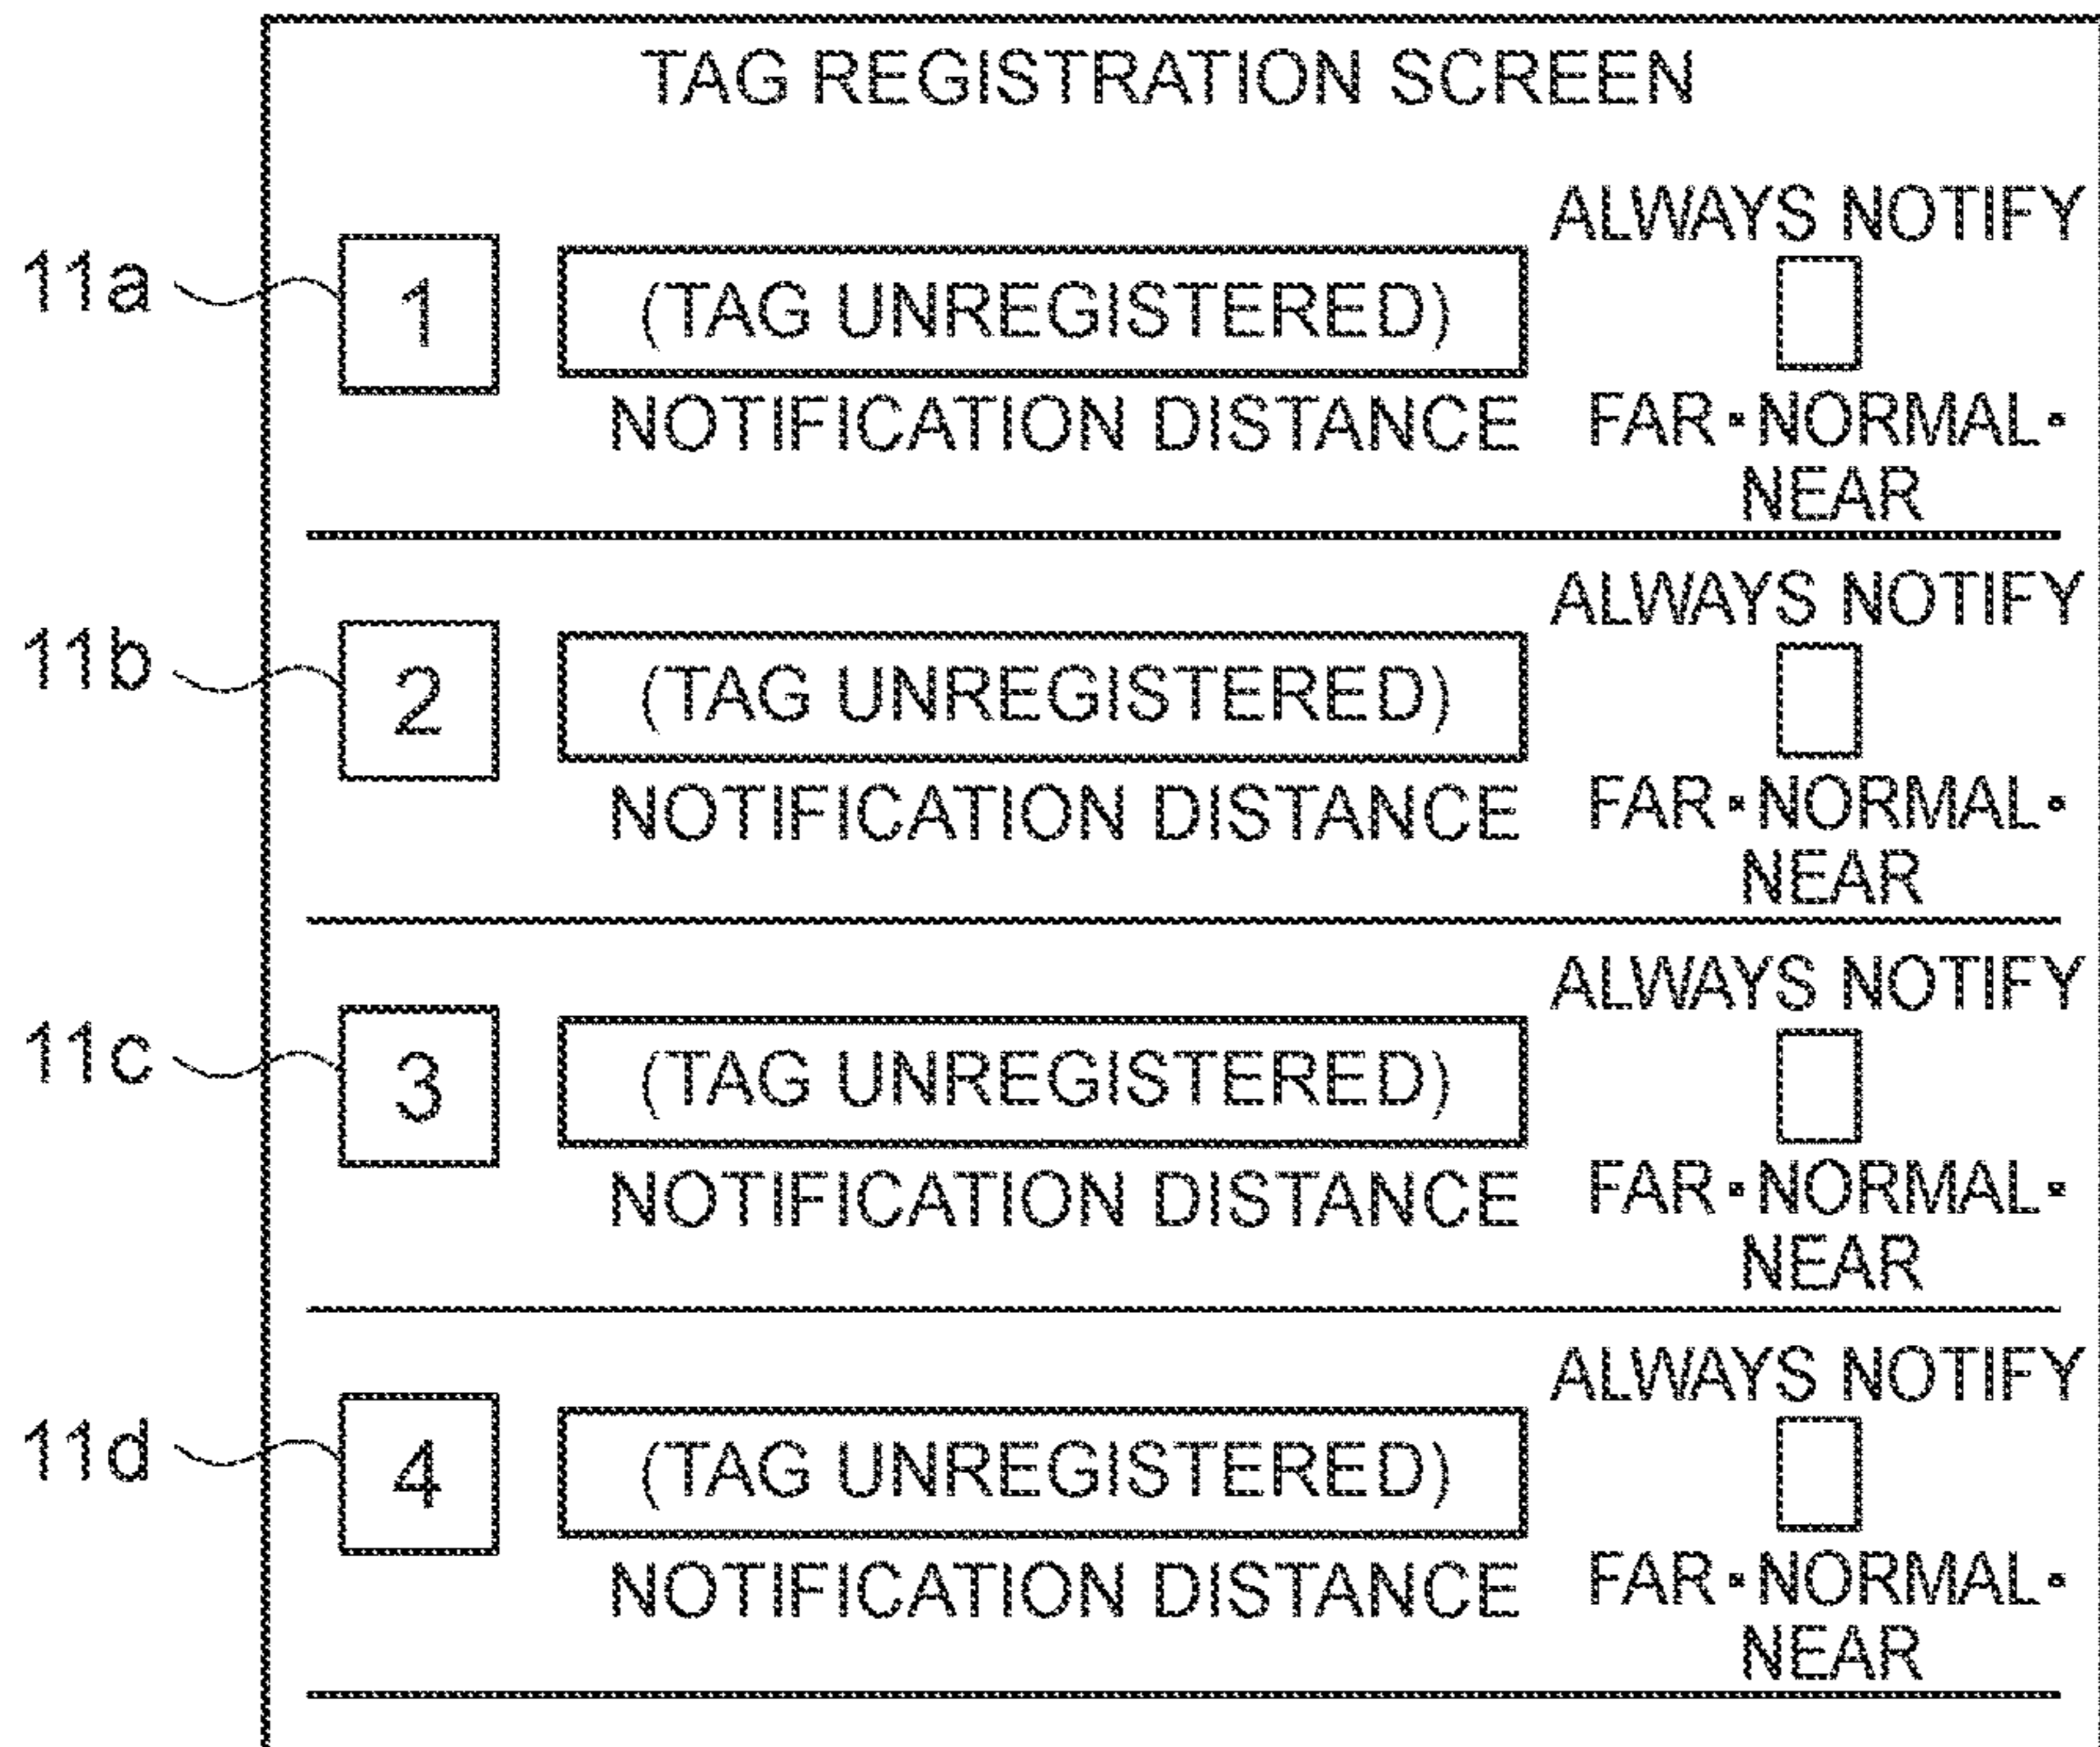 TAG REGISTRATION SCREEN
ALWAYS NOTIFY
11a 1 (TAG UNREGISTERED)
NOTIFICATION DISTANCE FAR·NORMAL·
NEAR
ALWAYS NOTIFY
11b 2 (TAG UNREGISTERED)
NOTIFICATION DISTANCE FAR·NORMAL·
NEAR
ALWAYS NOTIFY
11c 3 (TAG UNREGISTERED)
NOTIFICATION DISTANCE FAR·NORMAL·
NEAR
ALWAYS NOTIFY
11d 4 (TAG UNREGISTERED)
NOTIFICATION DISTANCE FAR·NORMAL·
NEAR